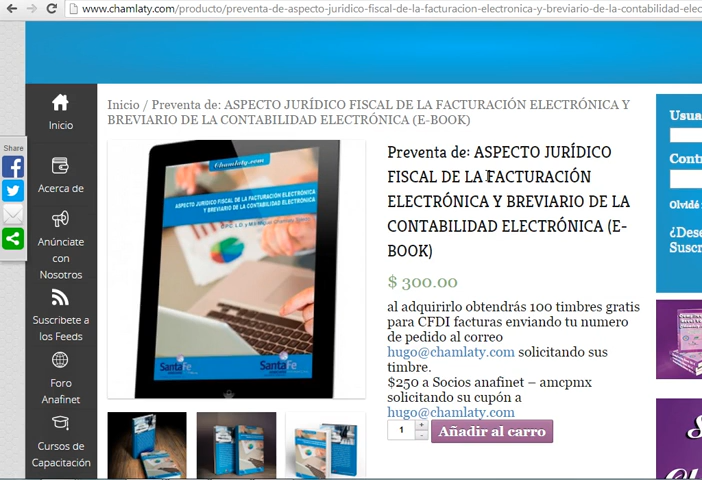 www.chamlaty.com/producto/preventa-de-aspecto-juridico-fiscal-de-la-facturacion-electronica-y-breviario-de-la-contabilidad-elec
Inicio / Preventa de: ASPECTO JURÍDICO FISCAL DE LA FACTURACIÓN ELECTRÓNICA Y
BREVIARIO DE LA CONTABILIDAD ELECTRÓNICA (E-BOOK)
Share
Inicio
Acerca de
Anúnciate
con
Nosotros
Suscribete a
los Feeds
Foro
Anafinet
Cursos de
Capacitación
Chamlaty.com
ASPECTO JURÍDICO FISCAL DE LA FACTURACIÓN ELECTRÓNICA
Y BREVIARIO DE LA CONTABILIDAD ELECTRÓNICA
SantaFe
SantaFe
Preventa de: ASPECTO JURÍDICO
FISCAL DE LA FACTURACIÓN
ELECTRÓNICA Y BREVIARIO DE LA
CONTABILIDAD ELECTRÓNICA (E-
BOOK)
$ 300.00
al adquirirlo obtendrás 100 timbres gratis
para CFDI facturas enviando tu numero
de pedido al correo
hugo@chamlaty.com solicitando sus
timbre.
$250 a Socios anafinet – amcpmx
solicitando su cupón a
hugo@chamlaty.com
1
+
-
Añadir al carro
Usua
Contr
Olvidé
¿Dese
Suscr